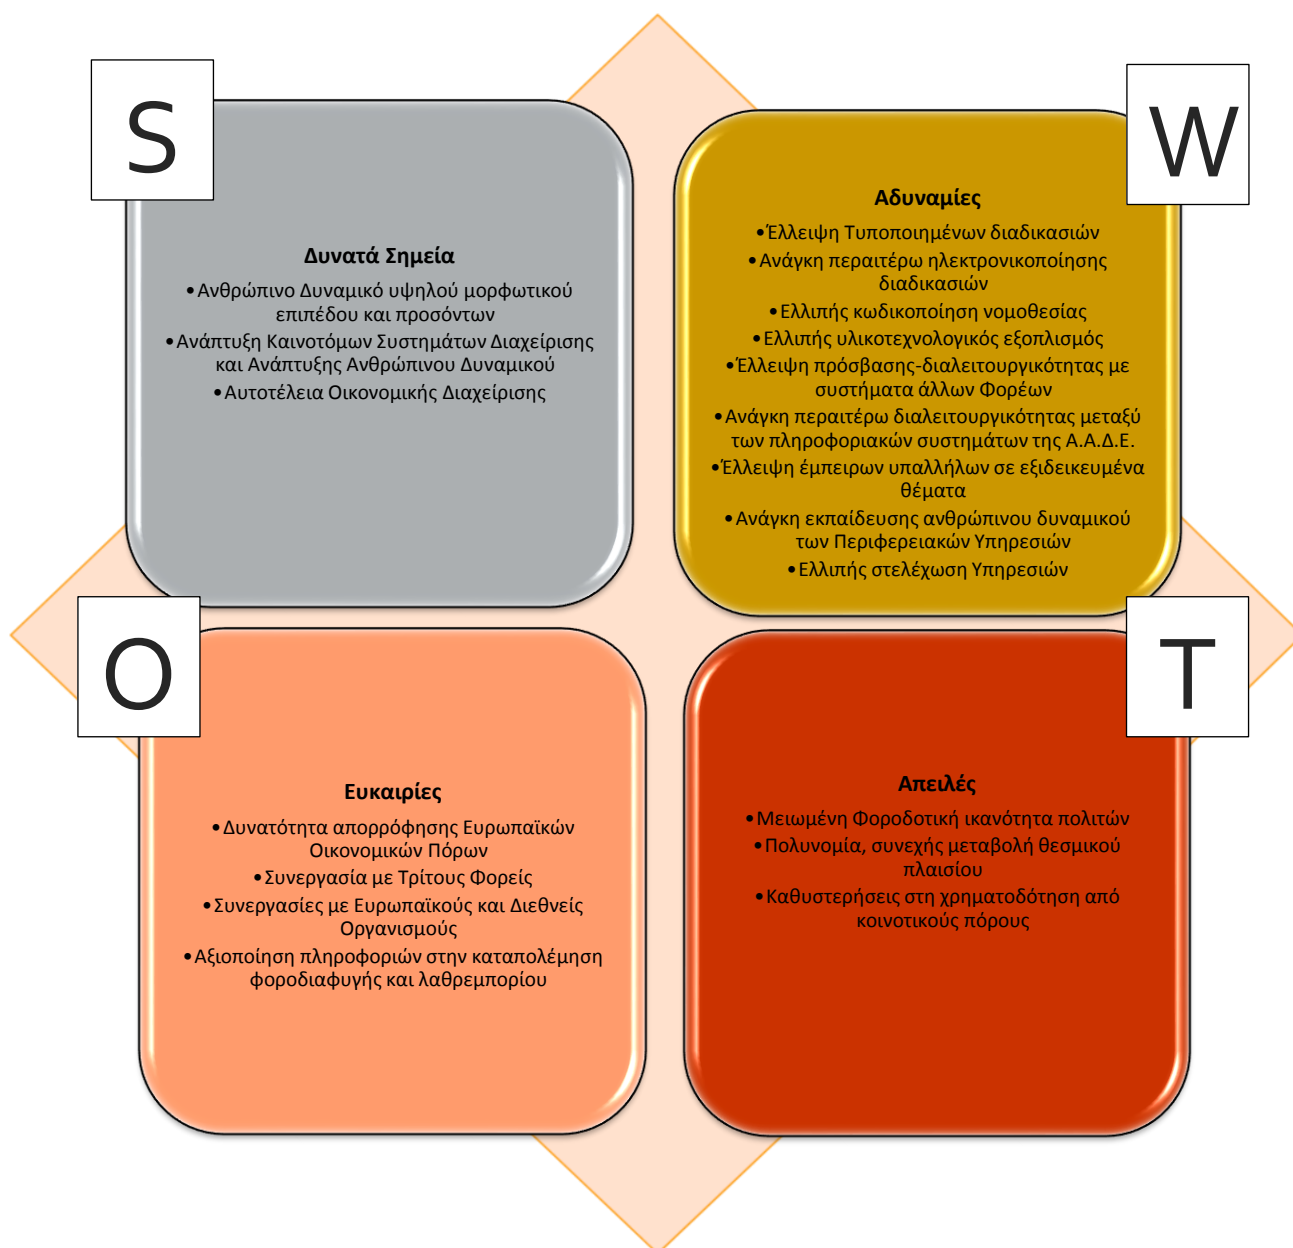 S
Δυνατά Σημεία
•Ανθρώπινο Δυναμικό υψηλού μορφωτικού
επιπέδου και προσόντων
•Ανάπτυξη Καινοτόμων Συστημάτων Διαχείρισης
και Ανάπτυξης Ανθρώπινου Δυναμικού
•Αυτοτέλεια Οικονομικής Διαχείρισης
W
Αδυναμίες
•Έλλειψη Τυποποιημένων διαδικασιών
•Ανάγκη περαιτέρω ηλεκτρονικοποίησης
διαδικασιών
•Ελλιπής κωδικοποίηση νομοθεσίας
•Ελλιπής υλικοτεχνολογικός εξοπλισμός
•Έλλειψη πρόσβασης-διαλειτουργικότητας με
συστήματα άλλων Φορέων
•Ανάγκη περαιτέρω διαλειτουργικότητας μεταξύ
των πληροφοριακών συστημάτων της Α.Α.Δ.Ε.
•Έλλειψη έμπειρων υπαλλήλων σε εξιδεικευμένα
θέματα
•Ανάγκη εκπαίδευσης ανθρώπινου δυναμικού
των Περιφερειακών Υπηρεσιών
•Ελλιπής στελέχωση Υπηρεσιών
O
Ευκαιρίες
•Δυνατότητα απορρόφησης Ευρωπαϊκών
Οικονομικών Πόρων
•Συνεργασία με Τρίτους Φορείς
•Συνεργασίες με Ευρωπαϊκούς και Διεθνείς
Οργανισμούς
•Αξιοποίηση πληροφοριών στην καταπολέμηση
φοροδιαφυγής και λαθρεμπορίου
T
Απειλές
•Μειωμένη Φοροδοτική ικανότητα πολιτών
•Πολυνομία, συνεχής μεταβολή θεσμικού
πλαισίου
•Καθυστερήσεις στη χρηματοδότηση από
κοινοτικούς πόρους